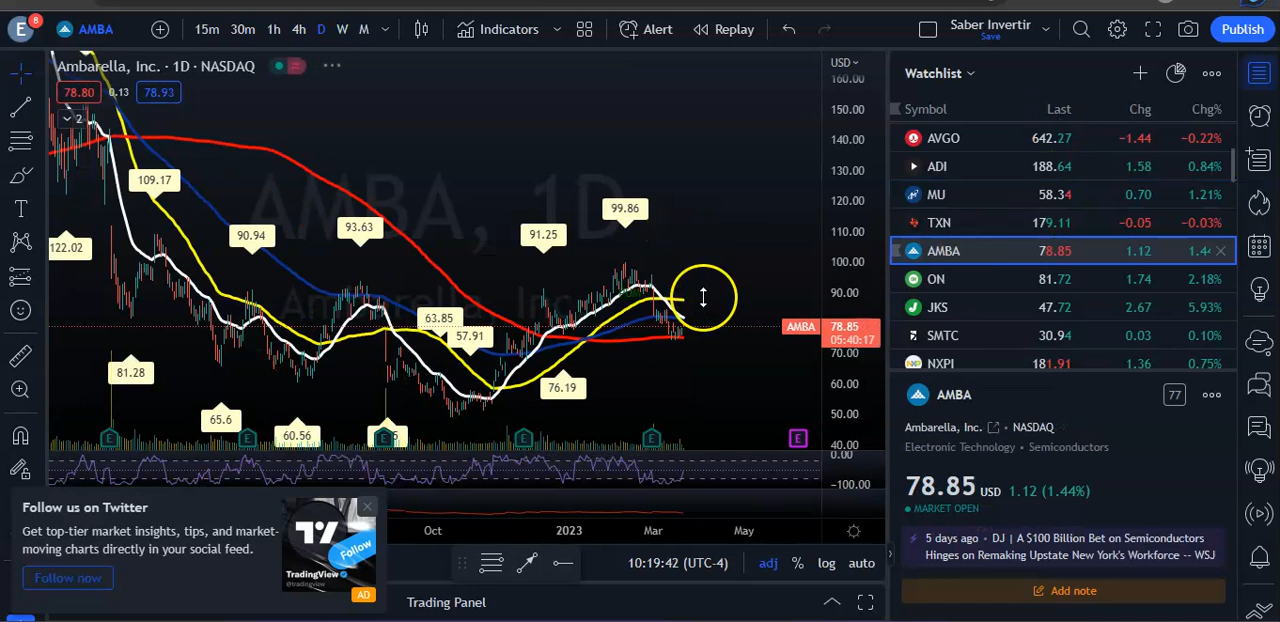 E 8 AMBA 15m 30m 1h 4h D W M Indicators Alert Replay Saber Invertir Save Publish
Ambarella, Inc. · 1D · NASDAQ
78.80 0.13 78.93
2
USD
160.00
150.00
140.00
130.00
120.00
110.00
100.00
90.00
78.85
05:40:17
70.00
60.00
50.00
40.00
0.00
−100.00
AMBA
AMBA, 1D
Ambarella, Inc.
122.02
109.17
90.94
93.63
91.25
99.86
63.85
57.91
81.28
76.19
65.6
60.56
E E E E E E
Oct 2023 Mar May
Follow us on Twitter
Get top-tier market insights, tips, and market-
moving charts directly in your social feed.
Follow now
Follow
TradingView
@tradingview
AD
10:19:42 (UTC-4) adj % log auto
Trading Panel
Watchlist
Symbol Last Chg Chg%
AVGO 642.27 −1.44 −0.22%
ADI 188.64 1.58 0.84%
MU 58.34 0.70 1.21%
TXN 179.11 −0.05 −0.03%
AMBA 78.85 1.12 1.4
ON 81.72 1.74 2.18%
JKS 47.72 2.67 5.93%
SMTC 30.94 0.03 0.10%
NXPI 181.91 1.36 0.75%
AMBA 77
Ambarella, Inc. • NASDAQ
Electronic Technology • Semiconductors
78.85 USD 1.12 (1.44%)
MARKET OPEN
5 days ago • DJ | A $100 Billion Bet on Semiconductors
Hinges on Remaking Upstate New York's Workforce -- WSJ
Add note